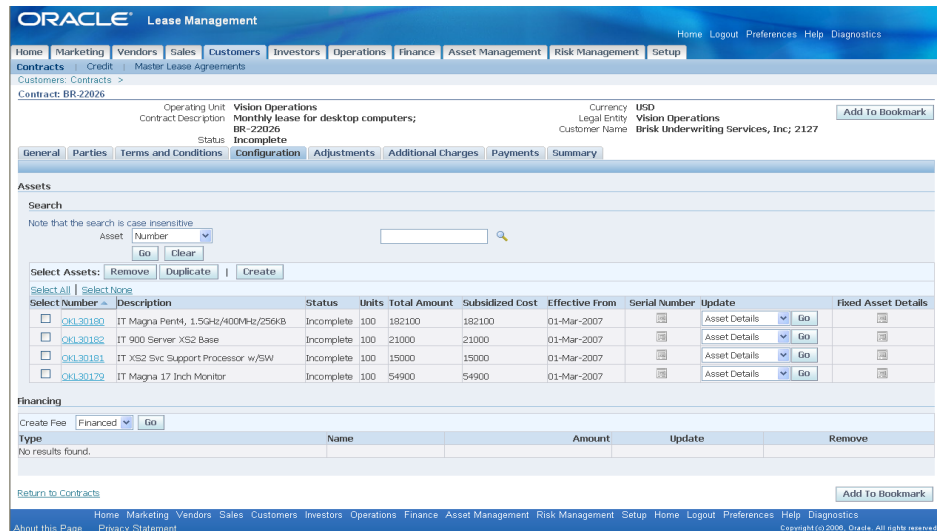 ORACLE® Lease Management
Home Logout Preferences Help Diagnostics
Home Marketing Vendors Sales Customers Investors Operations Finance Asset Management Risk Management Setup
Contracts | Credit | Master Lease Agreements
Customers: Contracts >
Contract: BR-22026
Operating Unit Vision Operations
Contract Description Monthly lease for desktop computers;
BR-22026
Status Incomplete
Currency USD
Legal Entity Vision Operations
Customer Name Brisk Underwriting Services, Inc; 2127
Add To Bookmark
General Parties Terms and Conditions Configuration Adjustments Additional Charges Payments Summary
Assets
Search
Note that the search is case insensitive
Asset Number
Go Clear
Select Assets: Remove Duplicate | Create
Select All | Select None
Select Number Description Status Units Total Amount Subsidized Cost Effective From Serial Number Update Fixed Asset Details
OKL30180 IT Magna Pent4, 1.5GHz/400MHz/256KB Incomplete 100 182100 182100 01-Mar-2007 Asset Details Go
OKL30182 IT 900 Server XS2 Base Incomplete 100 21000 21000 01-Mar-2007 Asset Details Go
OKL30181 IT XS2 Svc Support Processor w/SW Incomplete 100 15000 15000 01-Mar-2007 Asset Details Go
OKL30179 IT Magna 17 Inch Monitor Incomplete 100 54900 54900 01-Mar-2007 Asset Details Go
Financing
Create Fee Financed Go
Type Name Amount Update Remove
No results found.
Return to Contracts
Add To Bookmark
Home Marketing Vendors Sales Customers Investors Operations Finance Asset Management Risk Management Setup Home Logout Preferences Help Diagnostics
About this Page Privacy Statement
Copyright (c) 2006, Oracle. All rights reserved